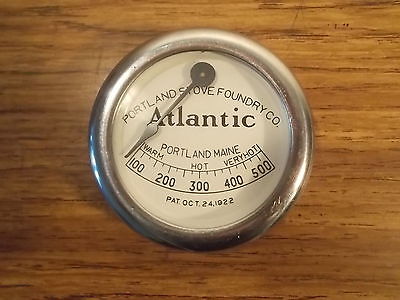 PORTLAND STOVE FOUNDRY CO.
Atlantic
PORTLAND MAINE
WARM HOT VERY HOT
100 200 300 400 500
PAT. OCT. 24, 1922